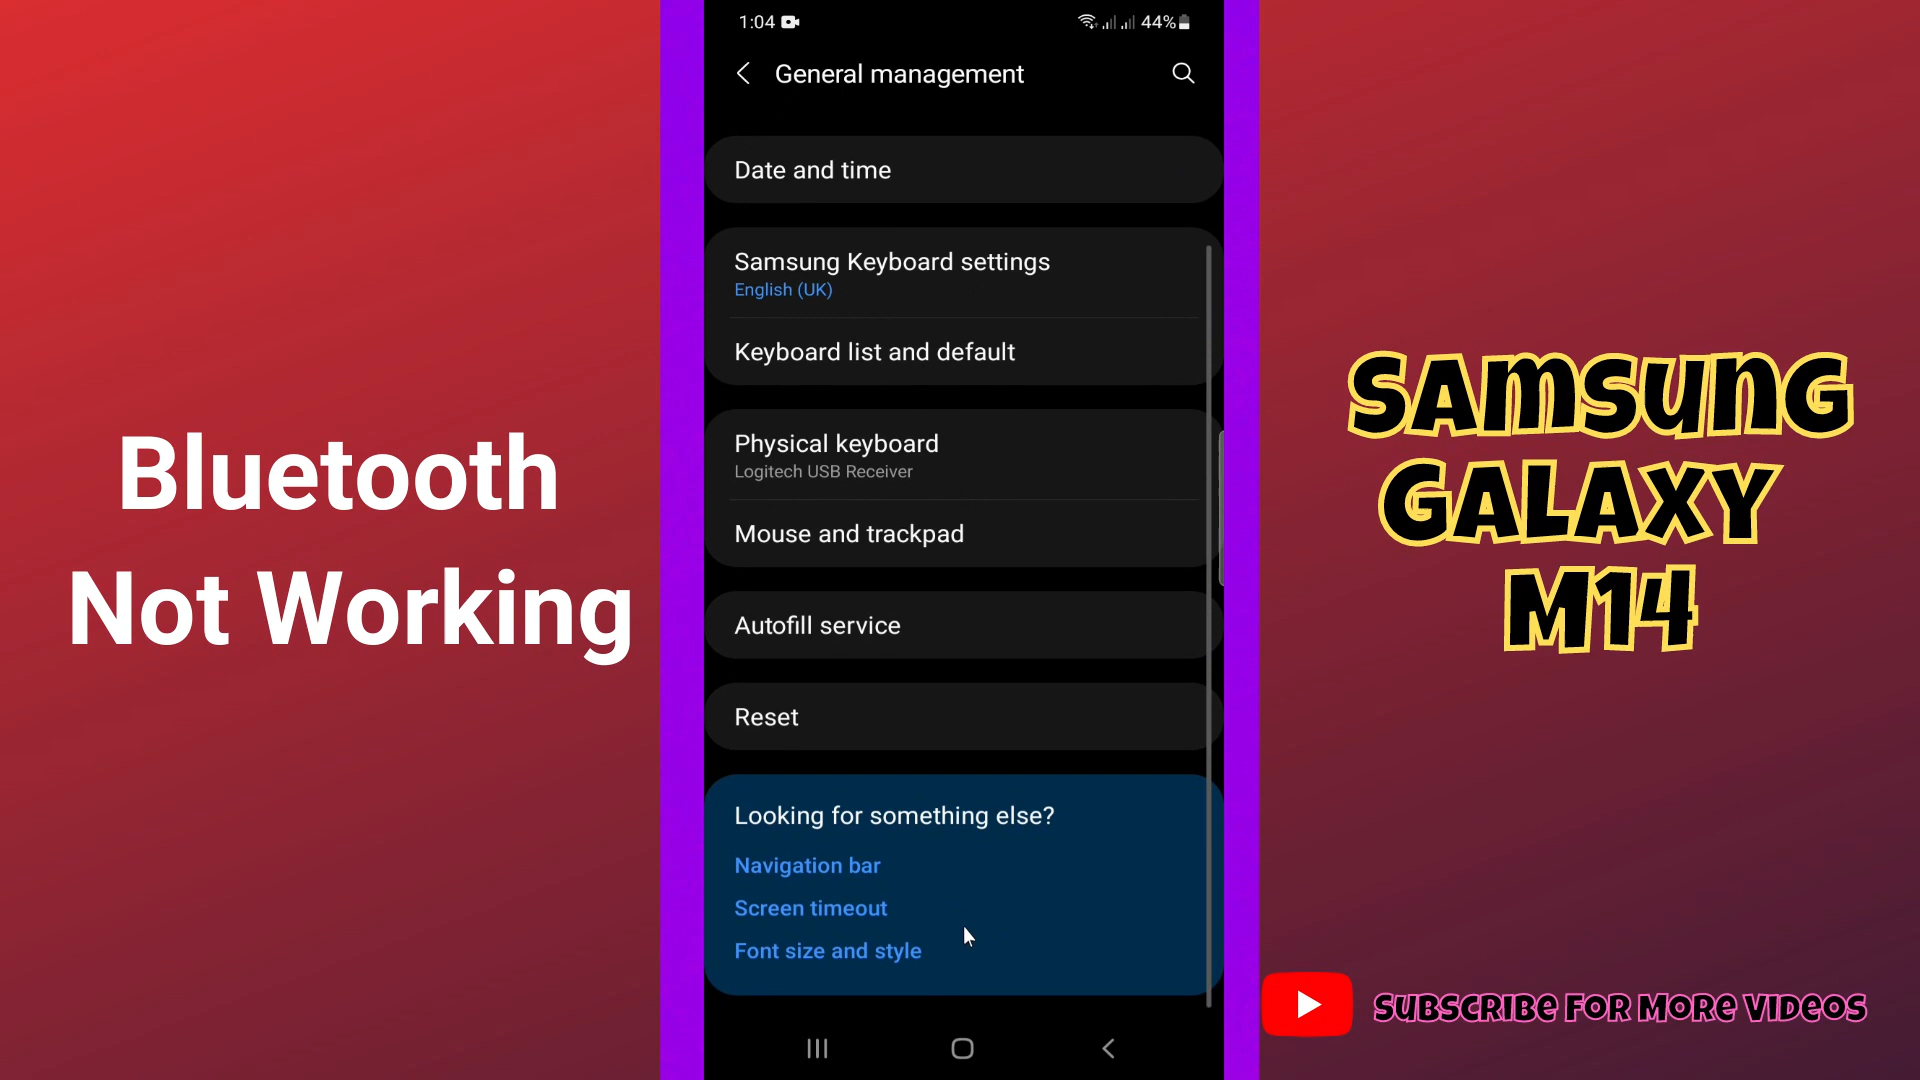 Bluetooth
Not Working
1:04
44%
General management
Date and time
Samsung Keyboard settings
English (UK)
Keyboard list and default
Physical keyboard
Logitech USB Receiver
Mouse and trackpad
Autofill service
Reset
Looking for something else?
Navigation bar
Screen timeout
Font size and style
SAMSUNG
GALAXY
M14
SUBSCRIBE FOR MORE VIDEOS